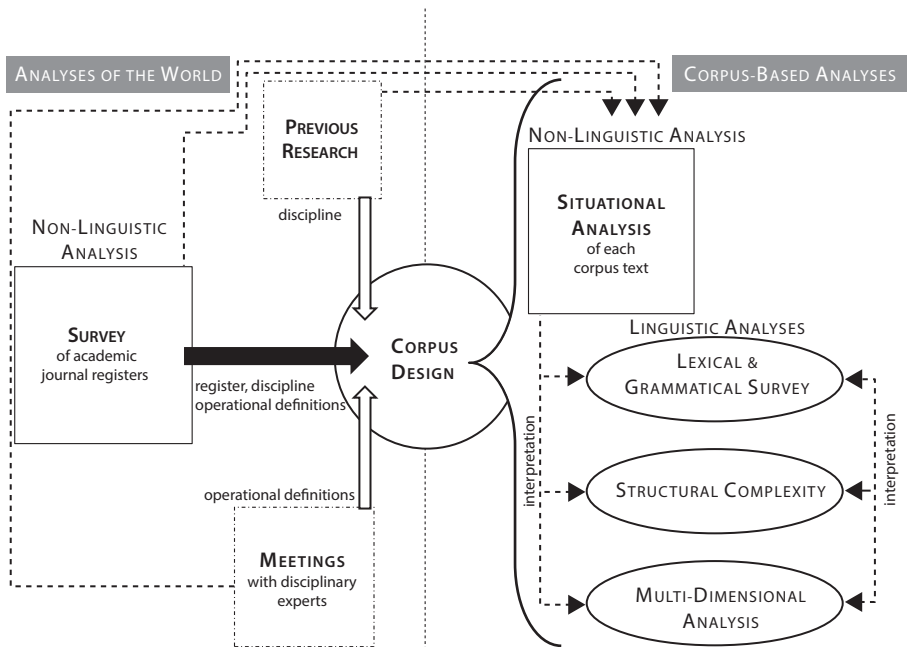 ANALYSES OF THE WORLD
CORPUS-BASED ANALYSES
PREVIOUS
RESEARCH
discipline
NON-LINGUISTIC
ANALYSIS
SURVEY
of academic
journal registers
register, discipline
operational definitions
CORPUS
DESIGN
operational definitions
MEETINGS
with disciplinary
experts
NON-LINGUISTIC ANALYSIS
SITUATIONAL
ANALYSIS
of each
corpus text
LINGUISTIC ANALYSES
LEXICAL &
GRAMMATICAL SURVEY
interpretation
interpretation
STRUCTURAL COMPLEXITY
MULTI-DIMENSIONAL
ANALYSIS